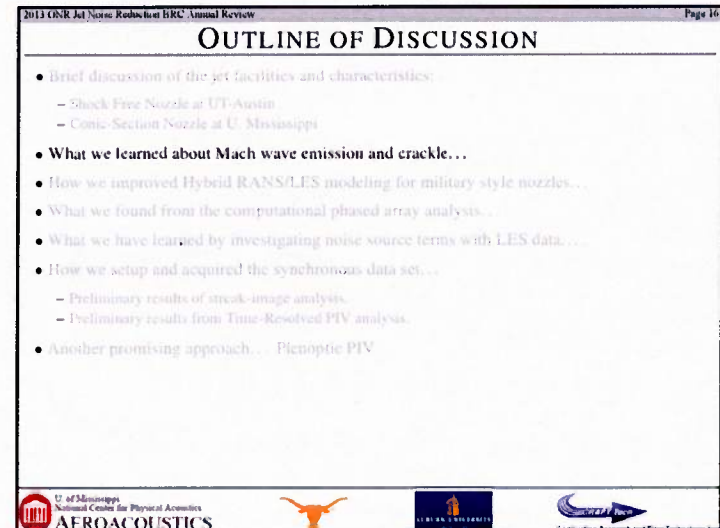 2013 ONR Jet Noise Reduction BRC Annual Review Page 16
OUTLINE OF DISCUSSION
• Brief discussion of the jet facilities and characteristics:
– Shock Free Nozzle at UT-Austin
– Conic-Section Nozzle at U. Mississippi
• What we learned about Mach wave emission and crackle…
• How we improved Hybrid RANS/LES modeling for military style nozzles…
• What we found from the computational phased array analysis…
• What we have learned by investigating noise source terms with LES data…
• How we setup and acquired the synchronous data set…
– Preliminary results of streak-image analysis.
– Preliminary results from Time-Resolved PIV analysis.
• Another promising approach… Plenoptic PIV
U. of Mississippi
National Center for Physical Acoustics
AEROACOUSTICS
AUBURN UNIVERSITY
CRAFT Tech